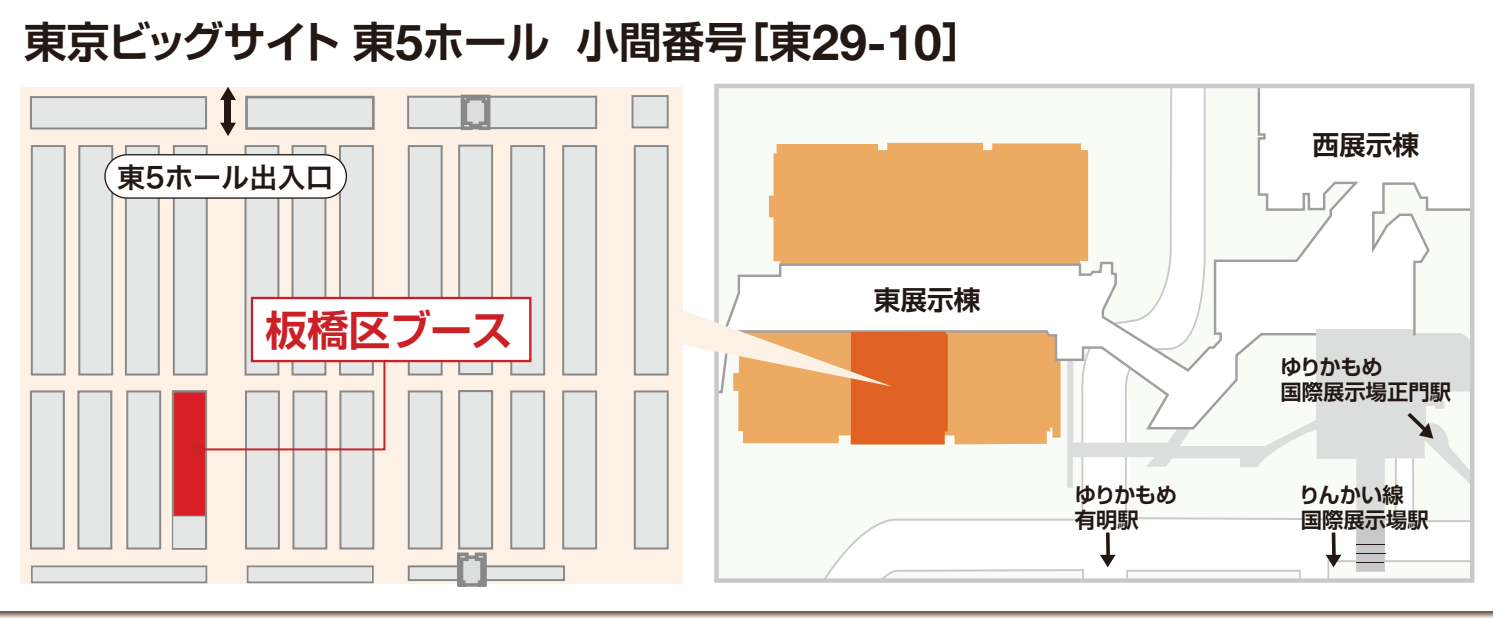 東京ビッグサイト 東5ホール 小間番号[東29-10]
東5ホール出入口
板橋区ブース
西展示棟
東展示棟
ゆりかもめ
国際展示場正門駅
ゆりかもめ
有明駅
りんかい線
国際展示場駅